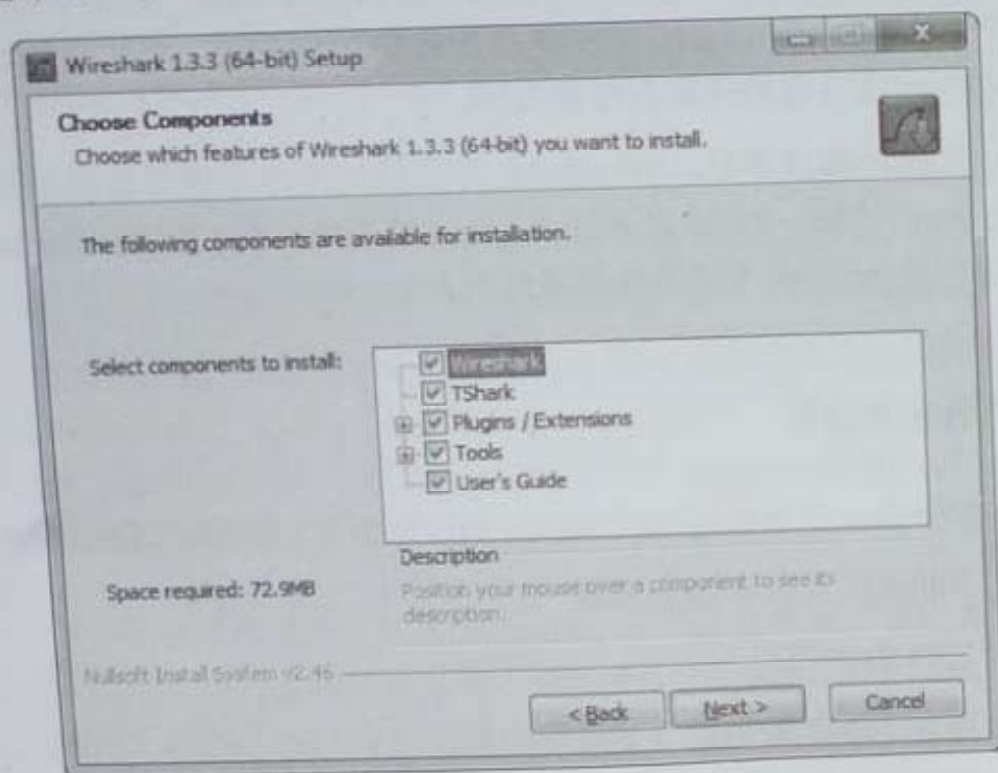 Wireshark 1.3.3 (64-bit) Setup
Choose Components
Choose which features of Wireshark 1.3.3 (64-bit) you want to install.
The following components are available for installation.
Select components to install:
Wireshark
TShark
Plugins / Extensions
Tools
User's Guide
Space required: 72.9MB
Description
Position your mouse over a component to see its
description.
Nullsoft Install System v2.46
< Back
Next >
Cancel